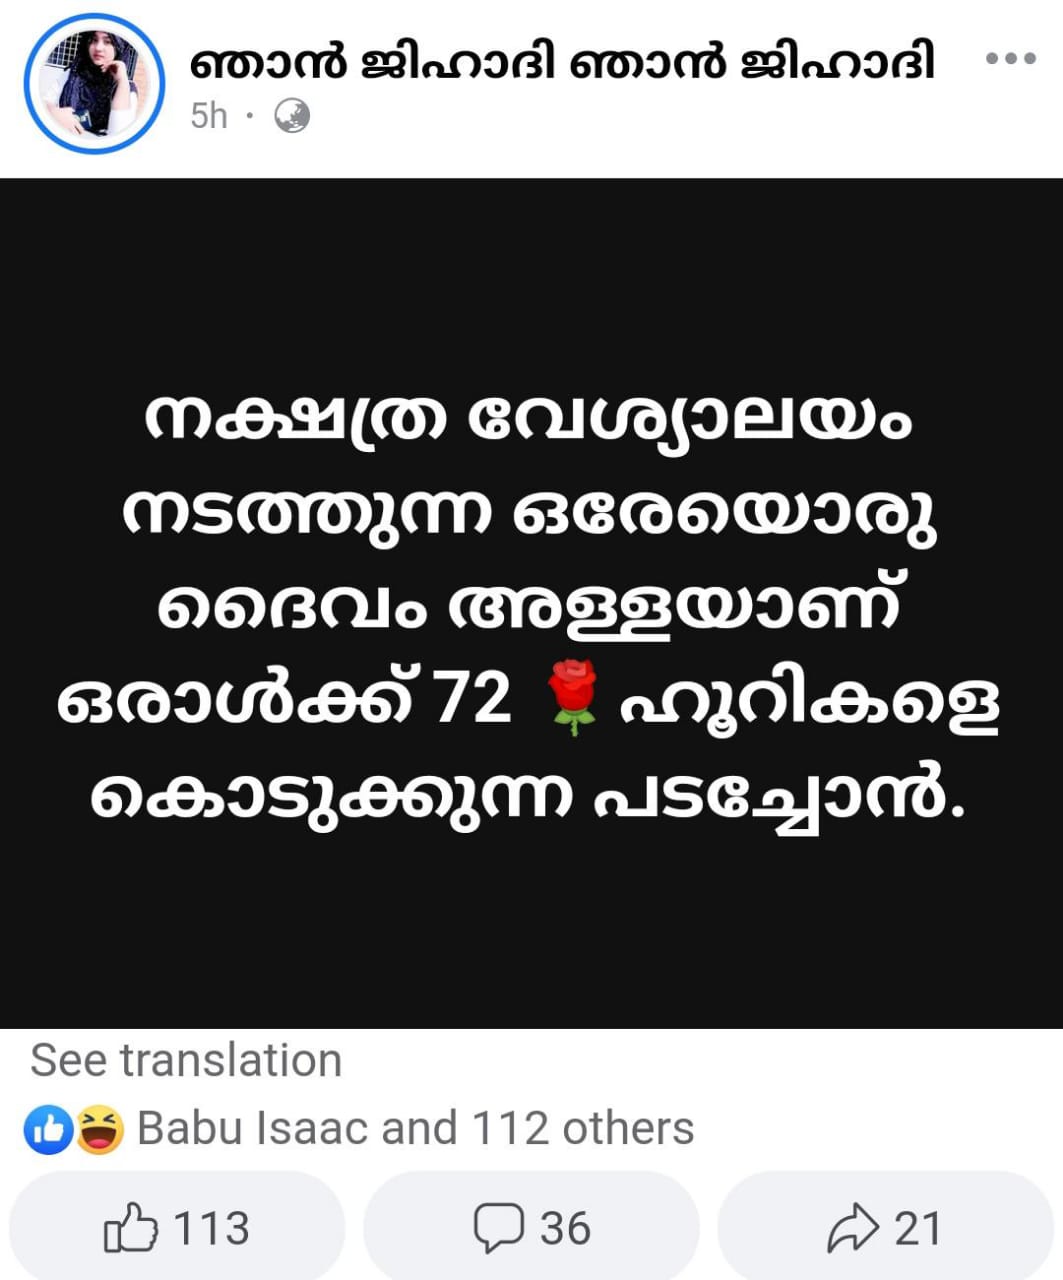 ഞാൻ ജിഹാദി ഞാൻ ജിഹാദി
5h ·
നക്ഷത്ര വേശ്യാലയം
നടത്തുന്ന ഒരേയൊരു
ദൈവം അള്ളയാണ്
ഒരാൾക്ക് 72 🌹 ഹൂറികളെ
കൊടുക്കുന്ന പടച്ചോൻ.
See translation
Babu Isaac and 112 others
113 36 21